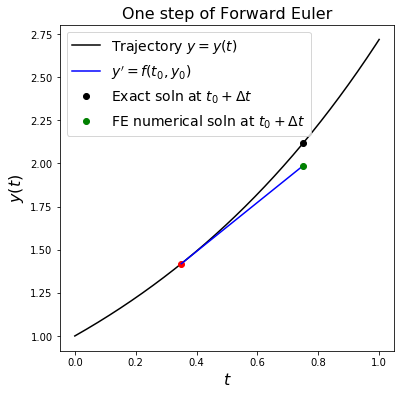 One step of Forward Euler
Trajectory y = y(t)
y′ = f(t₀, y₀)
Exact soln at t₀ + Δt
FE numerical soln at t₀ + Δt
y(t)
2.75
2.50
2.25
2.00
1.75
1.50
1.25
1.00
0.0 0.2 0.4 0.6 0.8 1.0
t